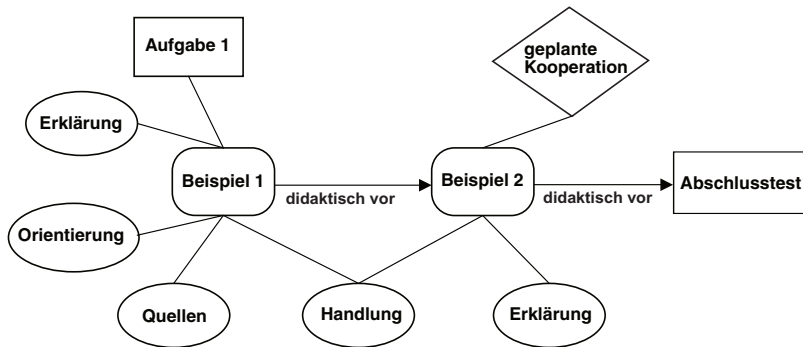 Aufgabe 1
geplante
Kooperation
Erklärung
Beispiel 1
didaktisch vor
Beispiel 2
didaktisch vor
Abschlusstest
Orientierung
Quellen
Handlung
Erklärung